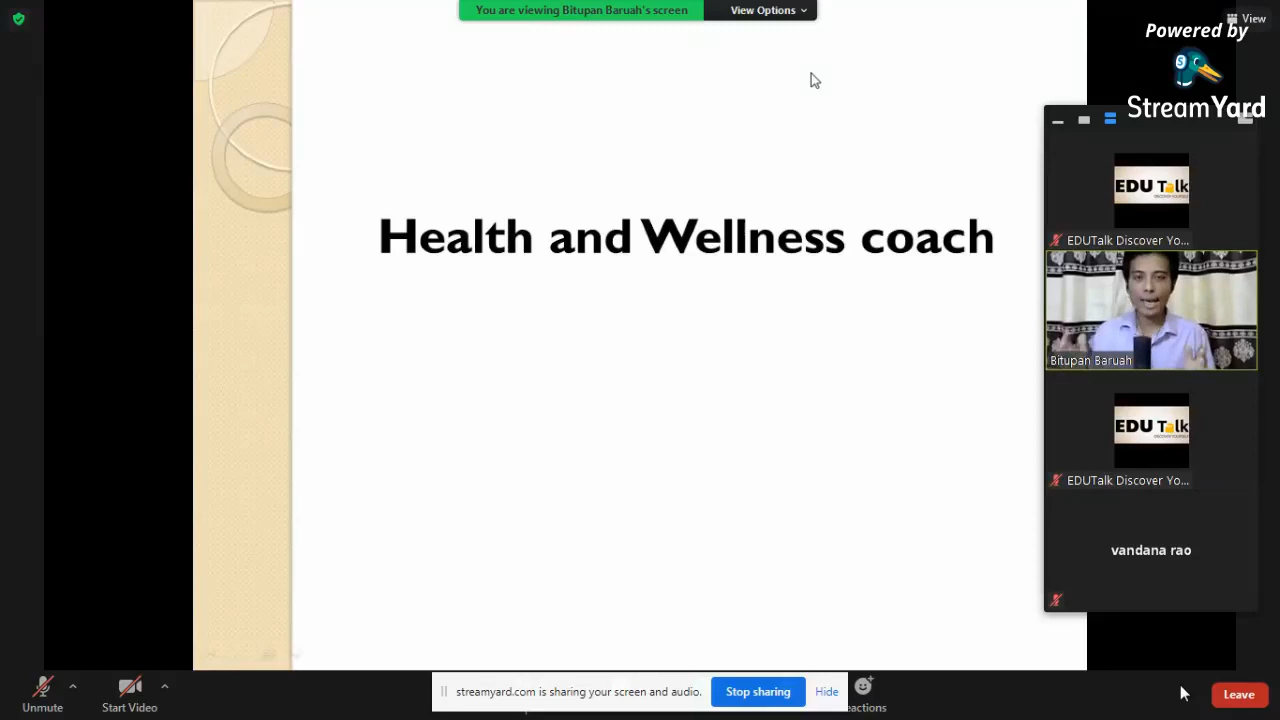 You are viewing Bitupan Baruah's screen
View Options
View
Powered by
StreamYard
Health and Wellness coach
EDU Talk
EDUTalk Discover Yo...
Bitupan Baruah
EDU Talk
EDUTalk Discover Yo...
vandana rao
Unmute
Start Video
streamyard.com is sharing your screen and audio.
Stop sharing
Hide
eactions
Leave